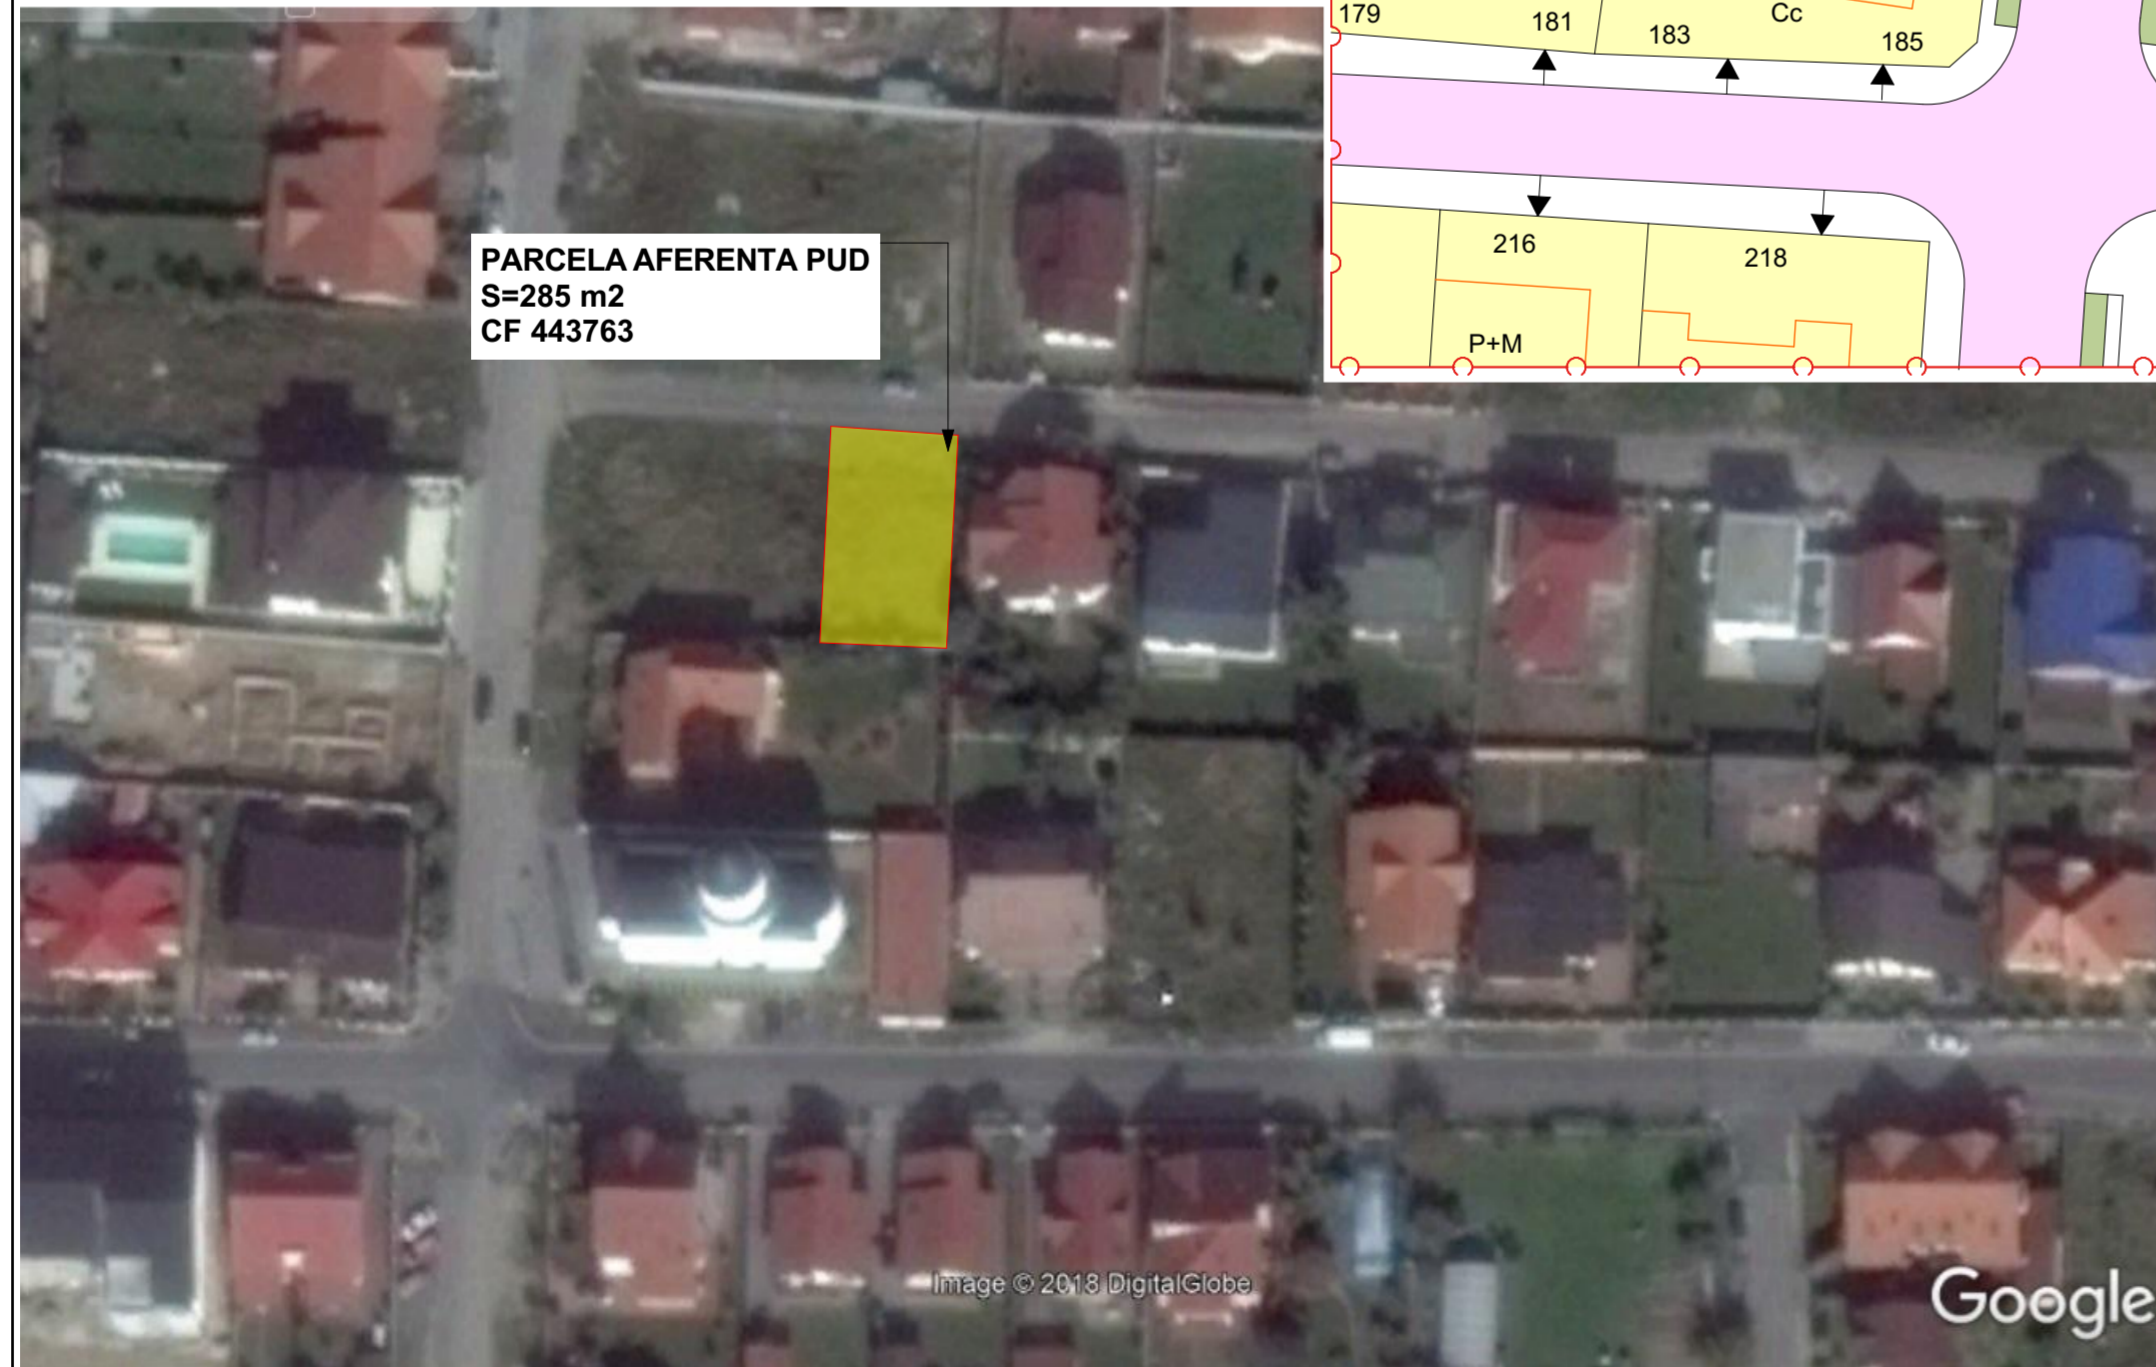 179
181
183
Cc
185
216
218
P+M
PARCELA AFERENTA PUD
S=285 m2
CF 443763
Image © 2018 DigitalGlobe
Google